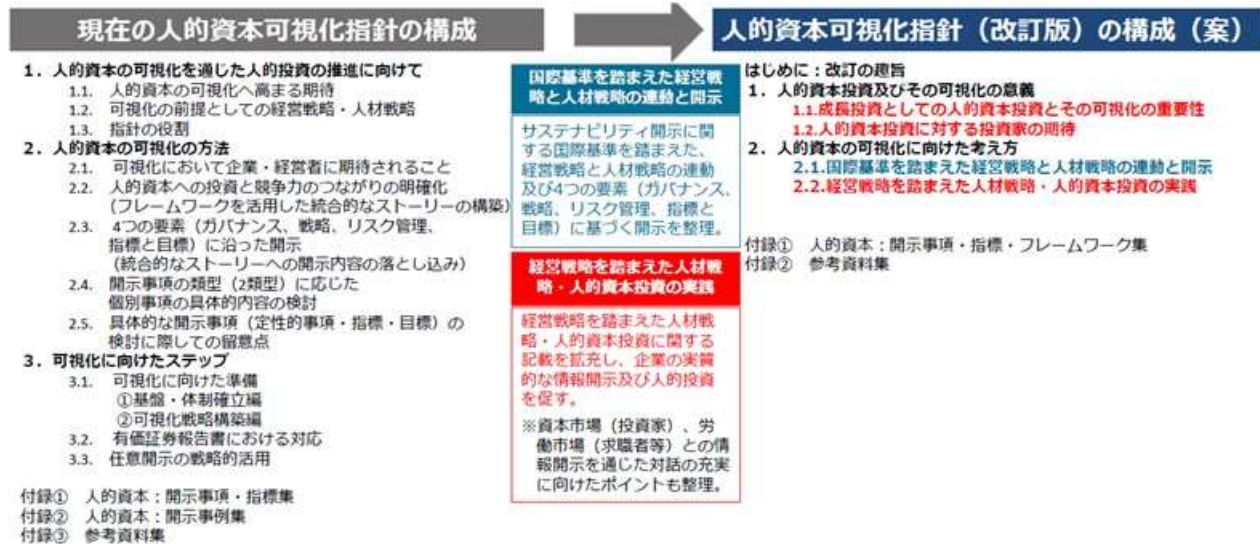 現在の人的資本可視化指針の構成
1．人的資本の可視化を通じた人的投資の推進に向けて
1.1. 人的資本の可視化へ高まる期待
1.2. 可視化の前提としての経営戦略・人材戦略
1.3. 指針の役割
2．人的資本の可視化の方法
2.1. 可視化において企業・経営者に期待されること
2.2. 人的資本への投資と競争力のつながりの明確化
(フレームワークを活用した統合的なストーリーの構築)
2.3. 4つの要素（ガバナンス、戦略、リスク管理、
指標と目標）に沿った開示
（統合的なストーリーへの開示内容の落とし込み）
2.4. 開示事項の類型（2類型）に応じた
個別事項の具体的内容の検討
2.5. 具体的な開示事項（定性的事項・指標・目標）の
検討に際しての留意点
3．可視化に向けたステップ
3.1. 可視化に向けた準備
①基盤・体制確立編
②可視化戦略構築編
3.2. 有価証券報告書における対応
3.3. 任意開示の戦略的活用
付録① 人的資本：開示事項・指標集
付録② 人的資本：開示事例集
付録③ 参考資料集
国際基準を踏まえた経営戦
略と人材戦略の連動と開示
サステナビリティ開示に関
する国際基準を踏まえた、
経営戦略と人材戦略の連動
及び4つの要素（ガバナンス、
戦略、リスク管理、指標と
目標）に基づく開示を整理。
経営戦略を踏まえた人材戦
略・人的資本投資の実践
経営戦略を踏まえた人材戦
略・人的資本投資に関する
記載を拡充し、企業の実質
的な情報開示及び人的投資
を促す。
※資本市場（投資家）、労
働市場（求職者等）との情
報開示を通じた対話の充実
に向けたポイントも整理。
人的資本可視化指針（改訂版）の構成（案）
はじめに：改訂の趣旨
1．人的資本投資及びその可視化の意義
1.1.成長投資としての人的資本投資とその可視化の重要性
1.2.人的資本投資に対する投資家の期待
2．人的資本の可視化に向けた考え方
2.1.国際基準を踏まえた経営戦略と人材戦略の連動と開示
2.2.経営戦略を踏まえた人材戦略・人的資本投資の実践
付録① 人的資本：開示事項・指標・フレームワーク集
付録② 参考資料集